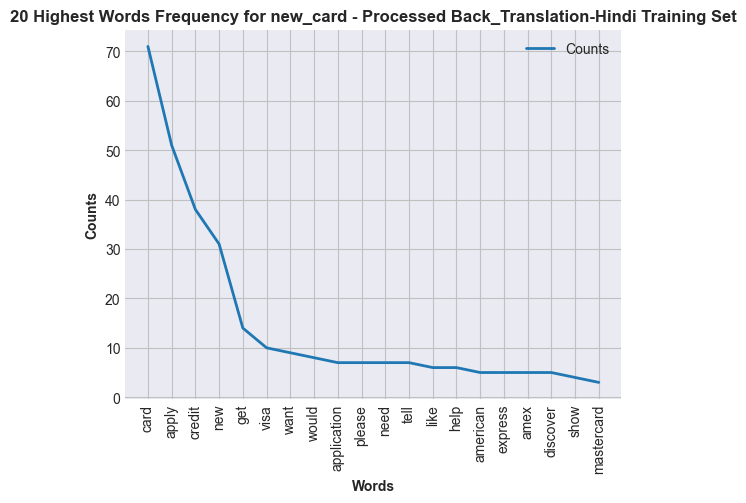 20 Highest Words Frequency for new_card - Processed Back_Translation-Hindi Training Set
Counts
70
60
50
40
30
20
10
0
Counts
card
apply
credit
new
get
visa
want
would
application
please
need
tell
like
help
american
express
amex
discover
show
mastercard
Words